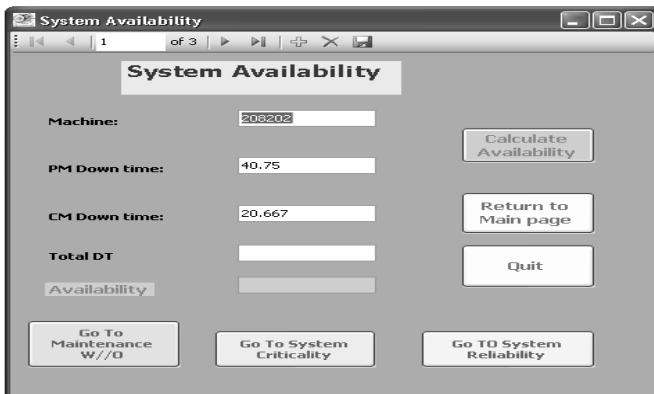 System Availability
1 of 3
System Availability
Machine: 208202
Calculate
Availability
PM Down time: 40.75
Return to
Main page
CM Down time: 20.667
Total DT
Quit
Availability
Go To
Maintenance
W//O
Go To System
Criticality
Go TO System
Reliability